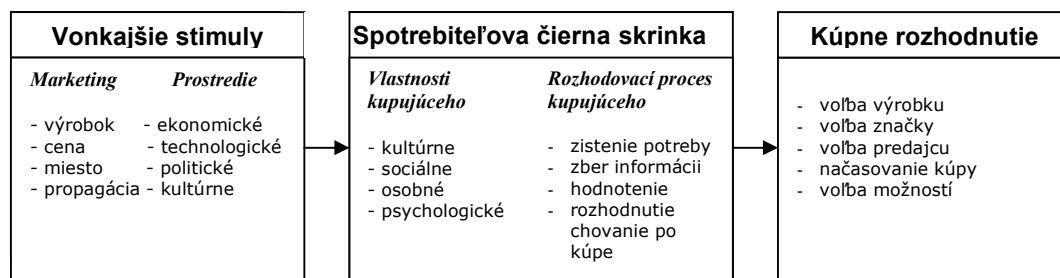 Vonkajšie stimuly
Marketing
Prostredie
- výrobok
- cena
- miesto
- propagácia
- ekonomické
- technologické
- politické
- kultúrne
Spotrebiteľova čierna skrinka
Vlastnosti
kupujúceho
- kultúrne
- sociálne
- osobné
- psychologické
Rozhodovací proces
kupujúceho
- zistenie potreby
- zber informácii
- hodnotenie
- rozhodnutie
chovanie po
kúpe
Kúpne rozhodnutie
- voľba výrobku
- voľba značky
- voľba predajcu
- načasovanie kúpy
- voľba možností